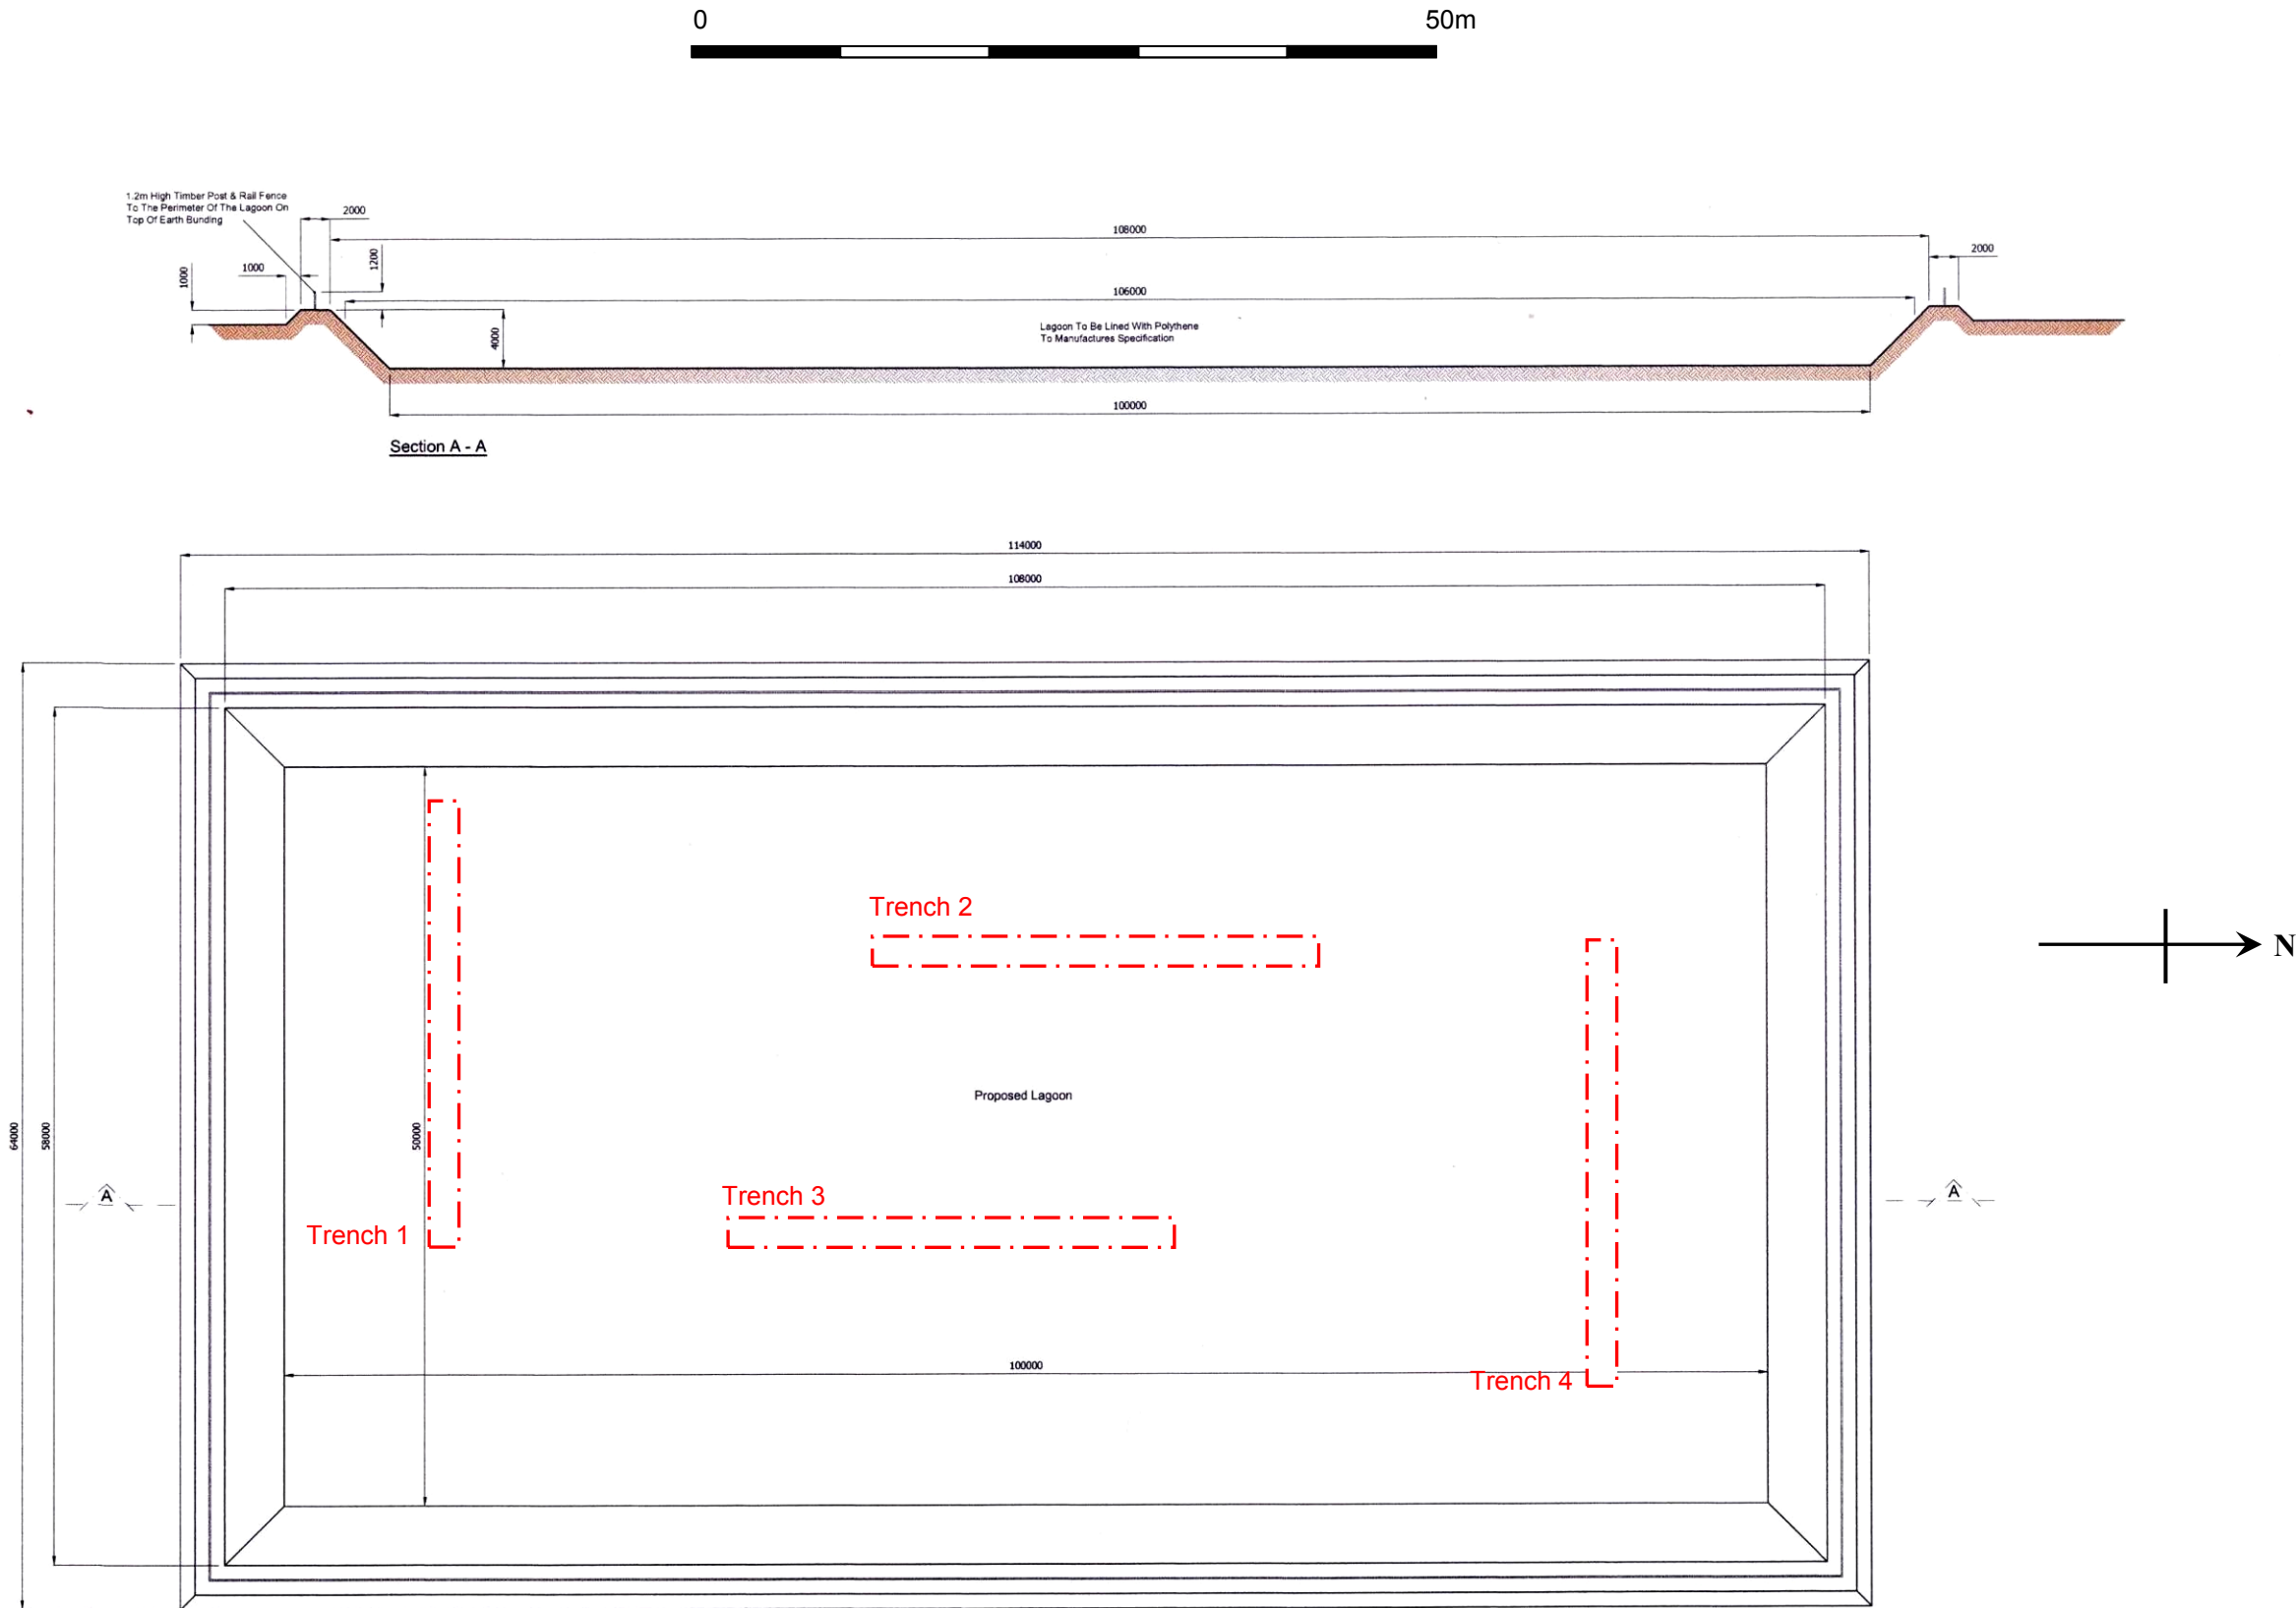 0
50m
1.2m High Timber Post & Rail Fence
To The Perimeter Of The Lagoon On
Top Of Earth Bunding
2000
108000
2000
1000
1000
1200
106000
4000
Lagoon To Be Lined With Polythene
To Manufactures Specification
100000
Section A - A
114000
108000
Trench 2
N
Proposed Lagoon
64000
58000
50000
A
A
Trench 3
Trench 1
100000
Trench 4